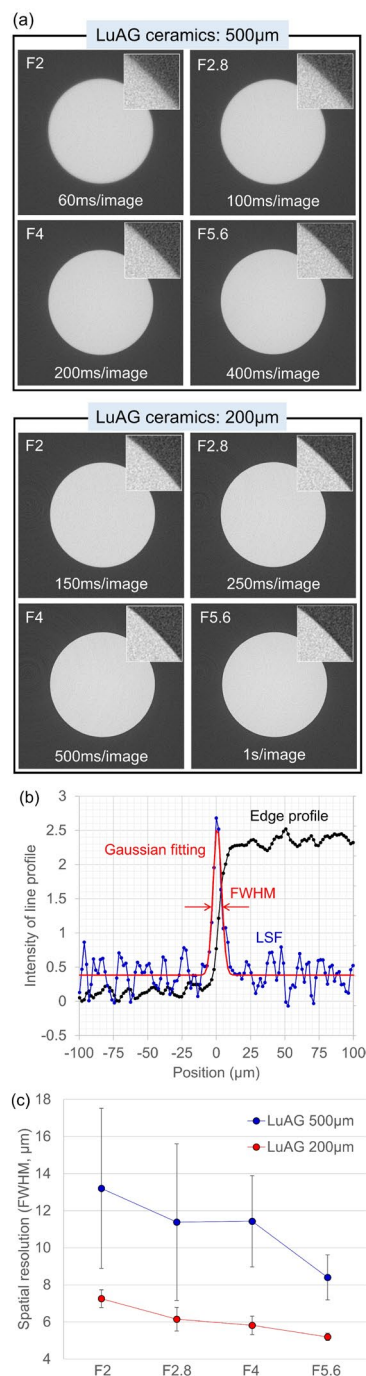 (a)
LuAG ceramics: 500μm
F2
F2.8
60ms/image
100ms/image
F4
F5.6
200ms/image
400ms/image
LuAG ceramics: 200μm
F2
F2.8
150ms/image
250ms/image
F4
F5.6
500ms/image
1s/image
(b)
3
2.5
2
1.5
1
0.5
0
-0.5
Intensity of line profile
Edge profile
Gaussian fitting
FWHM
LSF
-100 -75 -50 -25 0 25 50 75 100
Position (μm)
(c)
18
16
14
12
10
8
6
4
Spatial resolution (FWHM, μm)
LuAG 500μm
LuAG 200μm
F2 F2.8 F4 F5.6